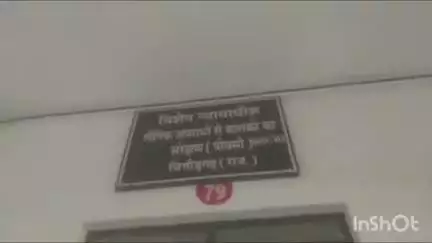 विशेष न्यायाधीश
लैंगिक अपराधों से बालकों का
संरक्षण ( पोक्सो )
चित्तौड़गढ़ ( राज. )
79
InShOt